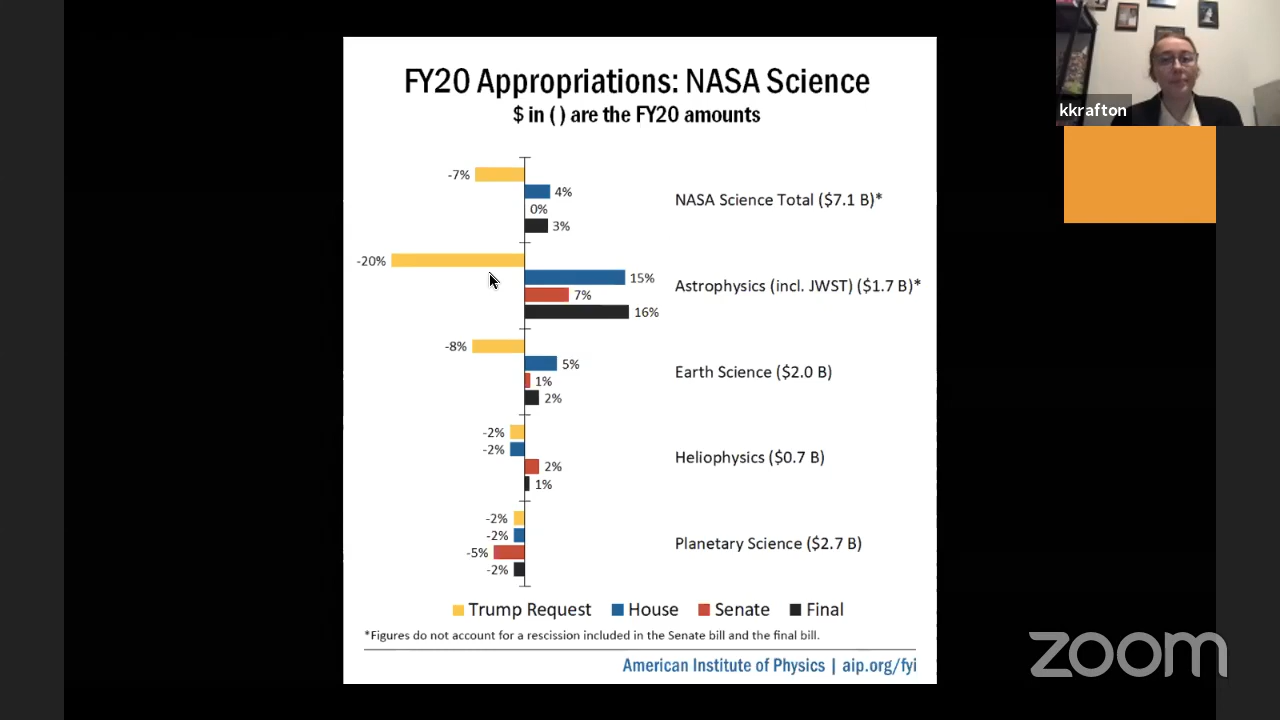 FY20 Appropriations: NASA Science
$ in ( ) are the FY20 amounts
kkrafton
-7%
4%
0%
3%
NASA Science Total ($7.1 B)*
-20%
15%
7%
16%
Astrophysics (incl. JWST) ($1.7 B)*
-8%
5%
1%
2%
Earth Science ($2.0 B)
-2%
-2%
2%
1%
Heliophysics ($0.7 B)
-2%
-2%
-5%
-2%
Planetary Science ($2.7 B)
Trump Request House Senate Final
*Figures do not account for a rescission included in the Senate bill and the final bill.
American Institute of Physics | aip.org/fyi
zoom